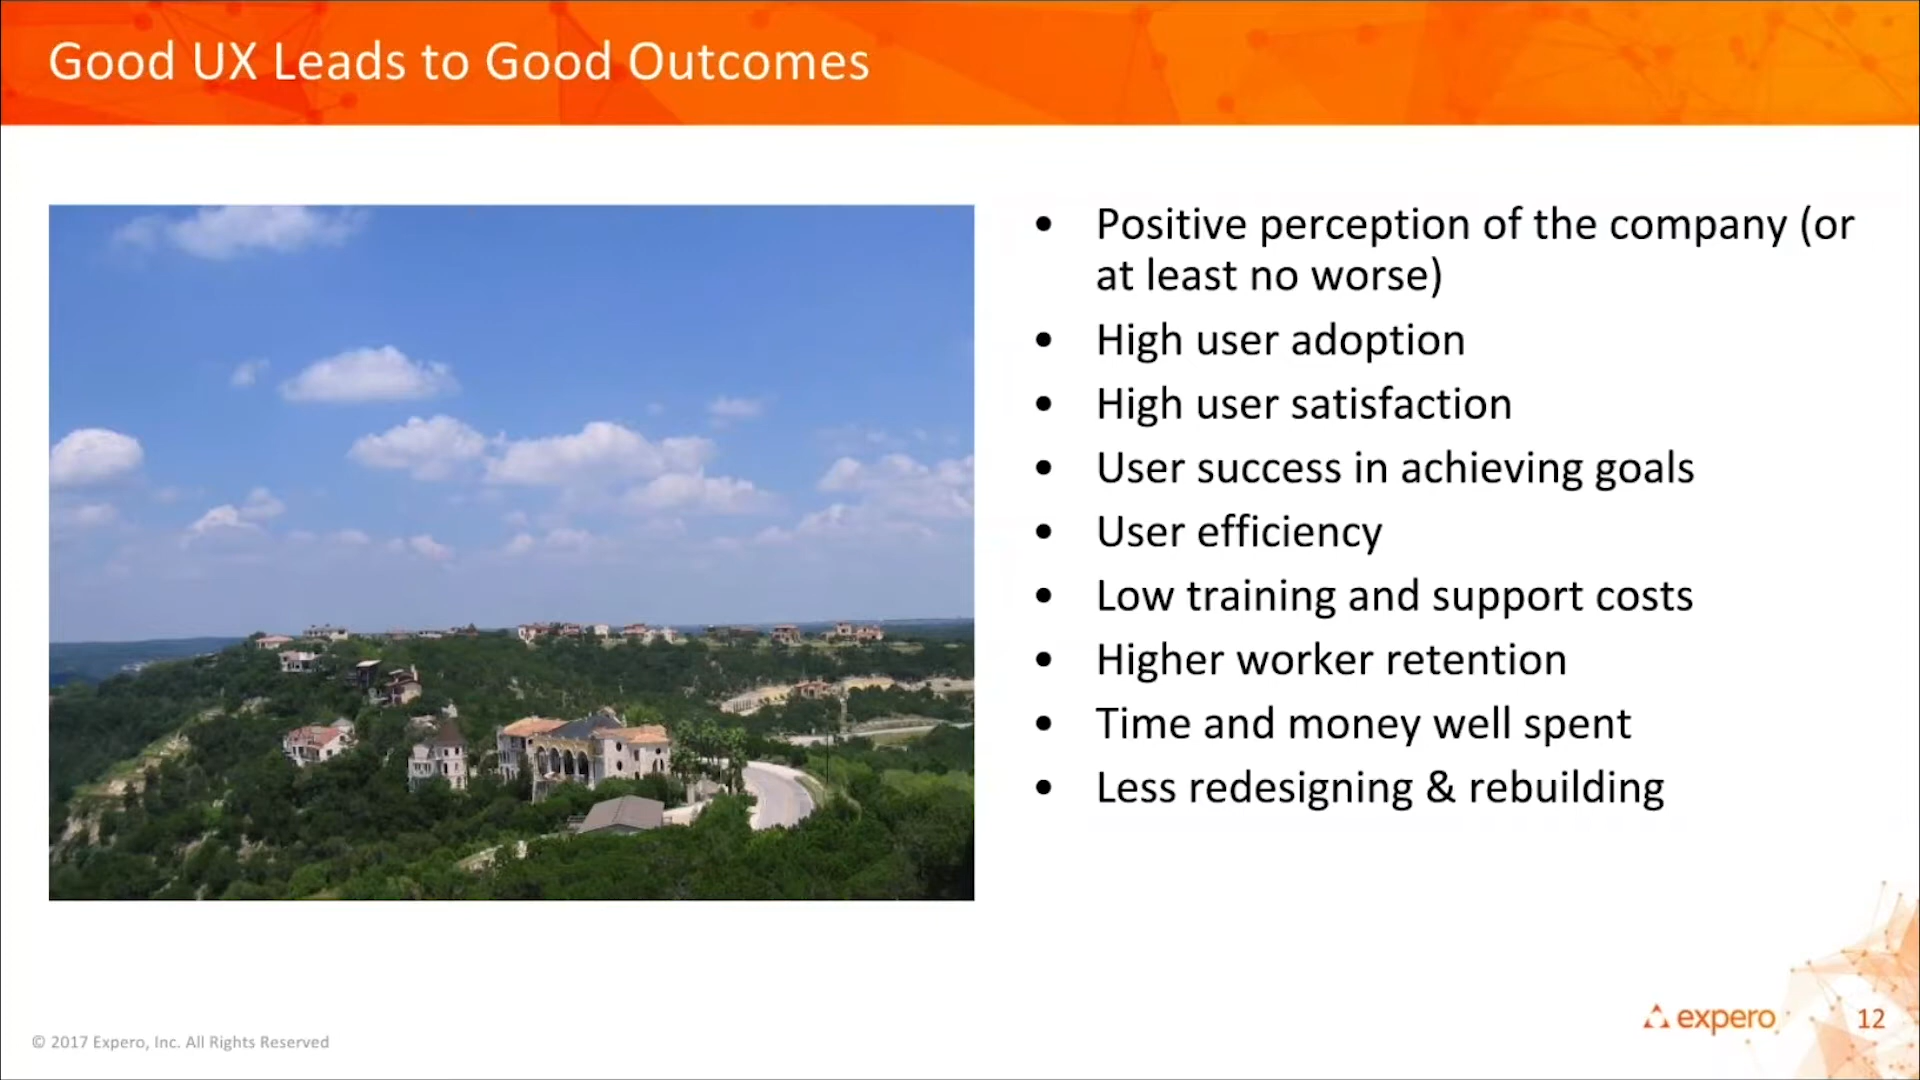 Good UX Leads to Good Outcomes
• Positive perception of the company (or
at least no worse)
• High user adoption
• High user satisfaction
• User success in achieving goals
• User efficiency
• Low training and support costs
• Higher worker retention
• Time and money well spent
• Less redesigning & rebuilding
expero
12
© 2017 Expero, Inc. All Rights Reserved